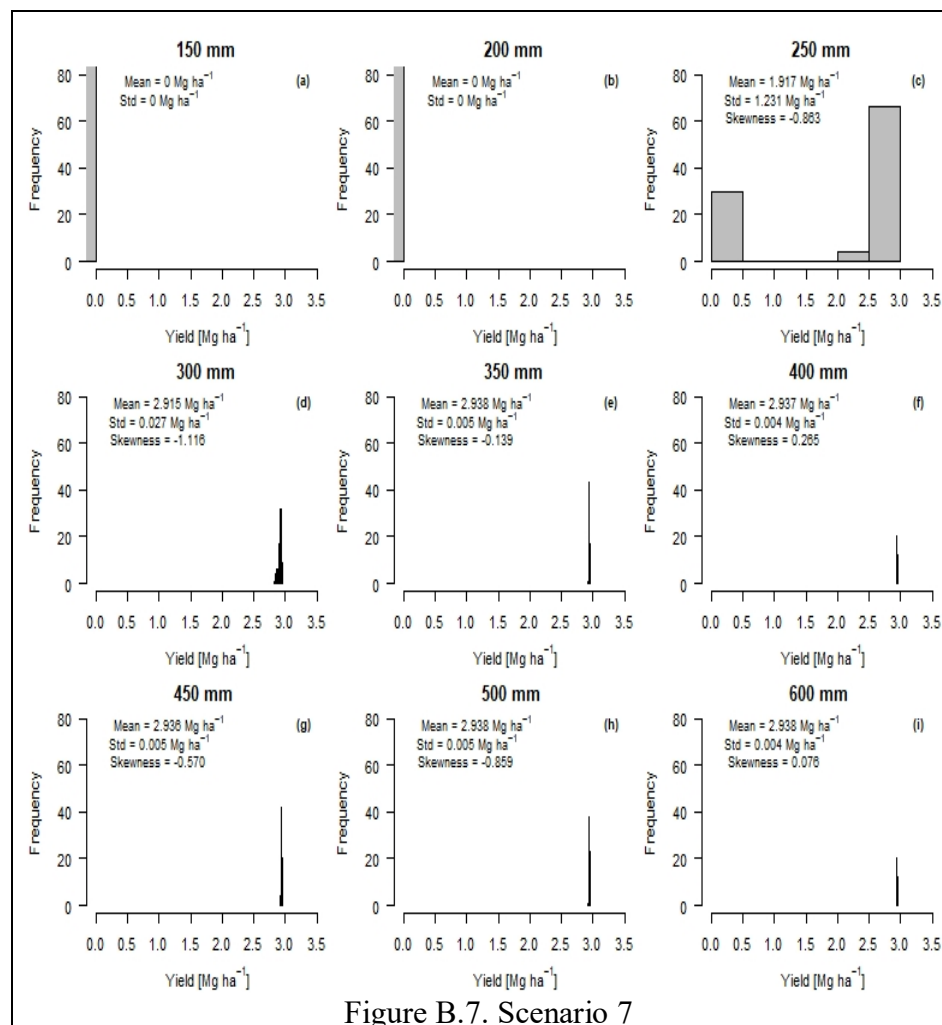 150 mm
Mean = 0 Mg ha⁻¹
Std = 0 Mg ha⁻¹
(a)
Frequency
80
60
40
20
0
0.0 0.5 1.0 1.5 2.0 2.5 3.0 3.5
Yield [Mg ha⁻¹]
200 mm
Mean = 0 Mg ha⁻¹
Std = 0 Mg ha⁻¹
(b)
Frequency
80
60
40
20
0
0.0 0.5 1.0 1.5 2.0 2.5 3.0 3.5
Yield [Mg ha⁻¹]
250 mm
Mean = 1.917 Mg ha⁻¹
Std = 1.231 Mg ha⁻¹
Skewness = -0.863
(c)
Frequency
80
60
40
20
0
0.0 0.5 1.0 1.5 2.0 2.5 3.0 3.5
Yield [Mg ha⁻¹]
300 mm
Mean = 2.915 Mg ha⁻¹
Std = 0.027 Mg ha⁻¹
Skewness = -1.116
(d)
Frequency
80
60
40
20
0
0.0 0.5 1.0 1.5 2.0 2.5 3.0 3.5
Yield [Mg ha⁻¹]
350 mm
Mean = 2.938 Mg ha⁻¹
Std = 0.005 Mg ha⁻¹
Skewness = -0.139
(e)
Frequency
80
60
40
20
0
0.0 0.5 1.0 1.5 2.0 2.5 3.0 3.5
Yield [Mg ha⁻¹]
400 mm
Mean = 2.937 Mg ha⁻¹
Std = 0.004 Mg ha⁻¹
Skewness = 0.265
(f)
Frequency
80
60
40
20
0
0.0 0.5 1.0 1.5 2.0 2.5 3.0 3.5
Yield [Mg ha⁻¹]
450 mm
Mean = 2.936 Mg ha⁻¹
Std = 0.005 Mg ha⁻¹
Skewness = -0.570
(g)
Frequency
80
60
40
20
0
0.0 0.5 1.0 1.5 2.0 2.5 3.0 3.5
Yield [Mg ha⁻¹]
500 mm
Mean = 2.938 Mg ha⁻¹
Std = 0.005 Mg ha⁻¹
Skewness = -0.859
(h)
Frequency
80
60
40
20
0
0.0 0.5 1.0 1.5 2.0 2.5 3.0 3.5
Yield [Mg ha⁻¹]
600 mm
Mean = 2.938 Mg ha⁻¹
Std = 0.004 Mg ha⁻¹
Skewness = 0.076
(i)
Frequency
80
60
40
20
0
0.0 0.5 1.0 1.5 2.0 2.5 3.0 3.5
Yield [Mg ha⁻¹]
Figure B.7. Scenario 7